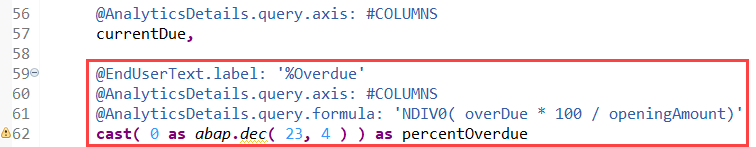 56 @AnalyticsDetails.query.axis: #COLUMNS
57 currentDue,
58
59 @EndUserText.label: '%Overdue'
60 @AnalyticsDetails.query.axis: #COLUMNS
61 @AnalyticsDetails.query.formula: 'NDIV0( overDue * 100 / openingAmount)'
62 cast( 0 as abap.dec( 23, 4 ) ) as percentOverdue